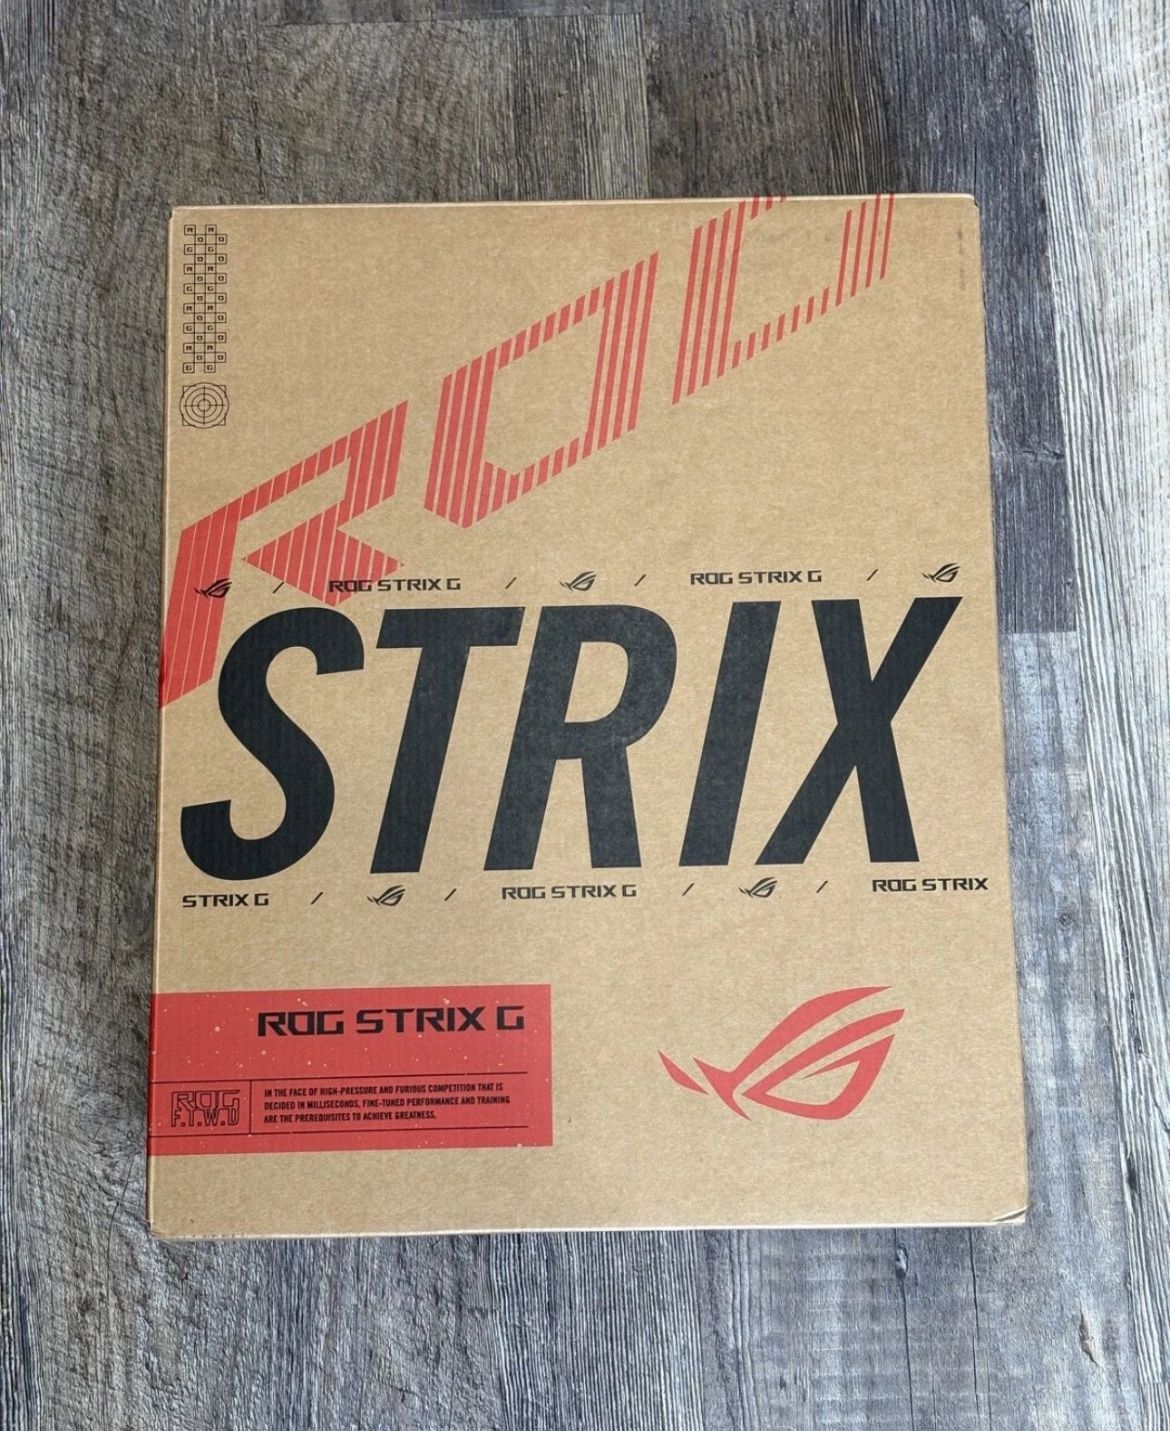 ROG
ROG STRIX G / / ROG STRIX G /
STRIX
STRIX G / / ROG STRIX G / / ROG STRIX
ROG STRIX G
ROG
F.T.W.D
IN THE FACE OF HIGH-PRESSURE AND FURIOUS COMPETITION THAT IS
DECIDED IN MILLISECONDS, FINE-TUNED PERFORMANCE AND TRAINING
ARE THE PREREQUISITES TO ACHIEVE GREATNESS.